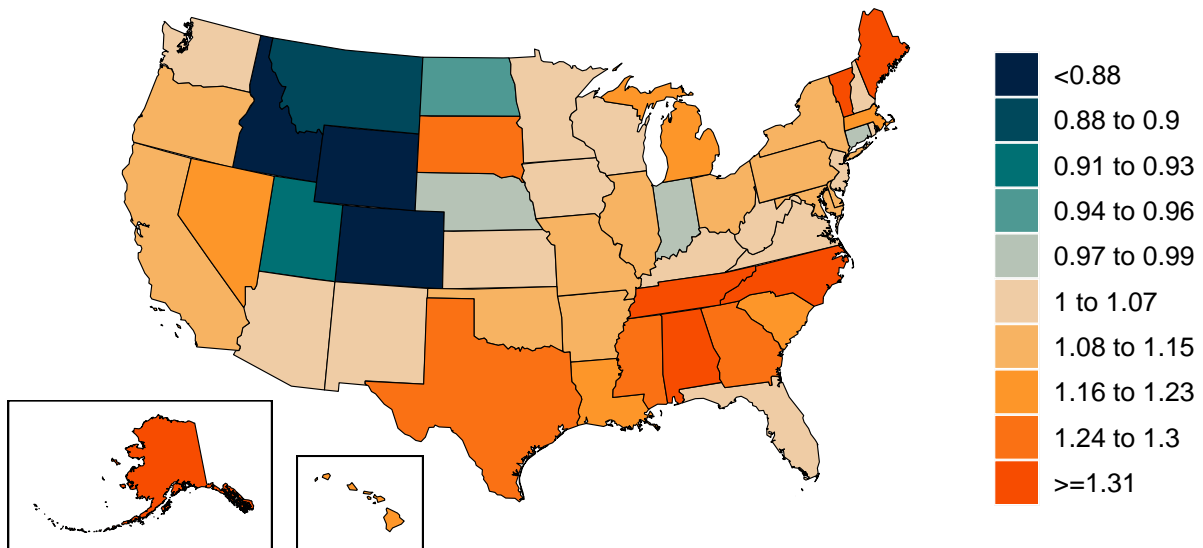 <0.88
0.88 to 0.9
0.91 to 0.93
0.94 to 0.96
0.97 to 0.99
1 to 1.07
1.08 to 1.15
1.16 to 1.23
1.24 to 1.3
>=1.31